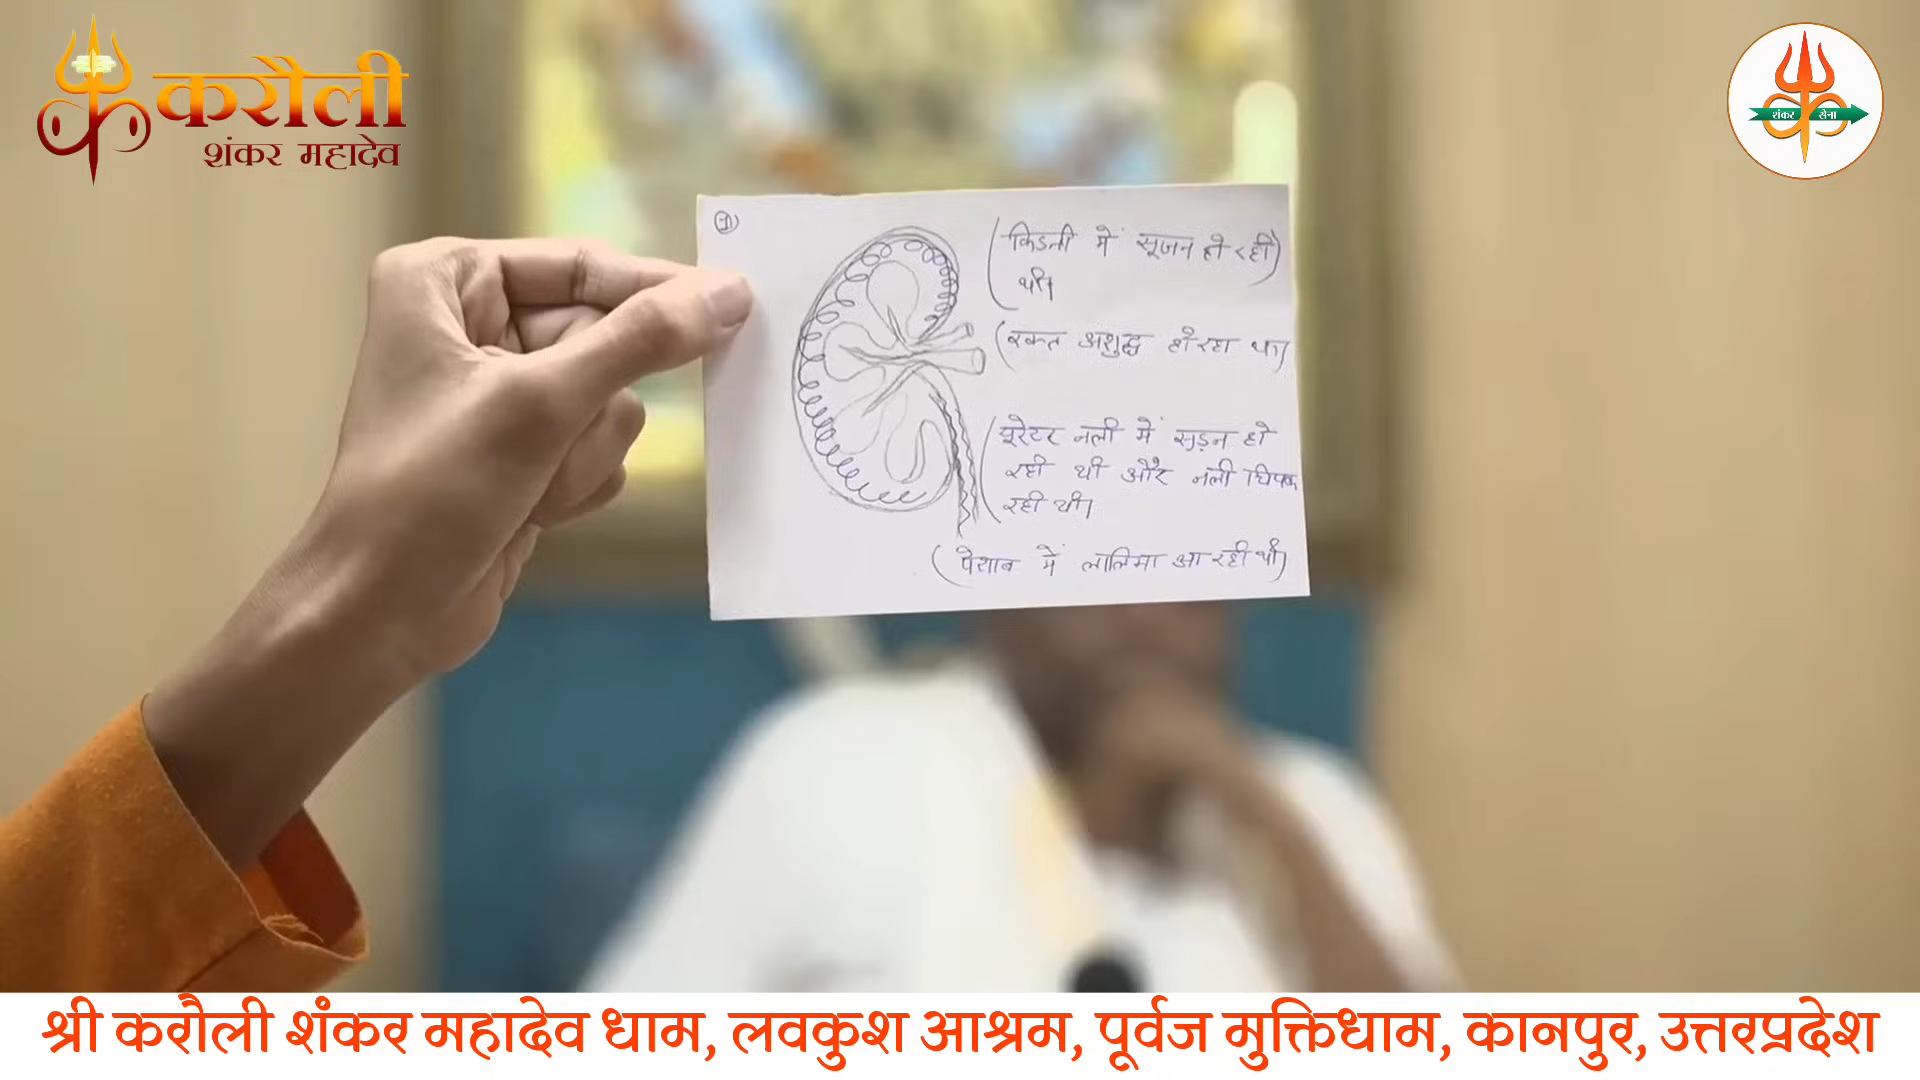 करौली
शंकर महादेव
शंकर सेना
(1)
(किडनी में सूजन हो रही)
थी।
(रक्त अशुद्ध हो रहा था)
(यूरेटर नली में सुड़न हो
रही थी और नली चिपक
रही थी।
(पेशाब में लालिमा आ रही थी)
श्री करौली शंकर महादेव धाम, लवकुश आश्रम, पूर्वज मुक्तिधाम, कानपुर, उत्तरप्रदेश